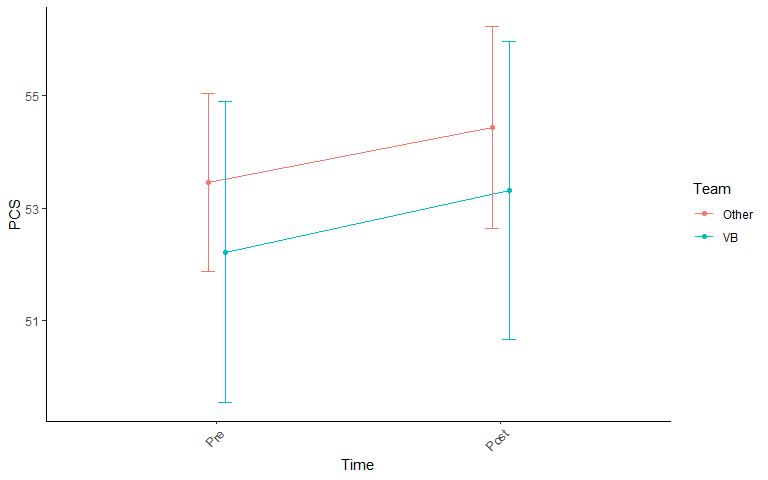 PCS
55
53
51
Pre
Post
Time
Team
Other
VB